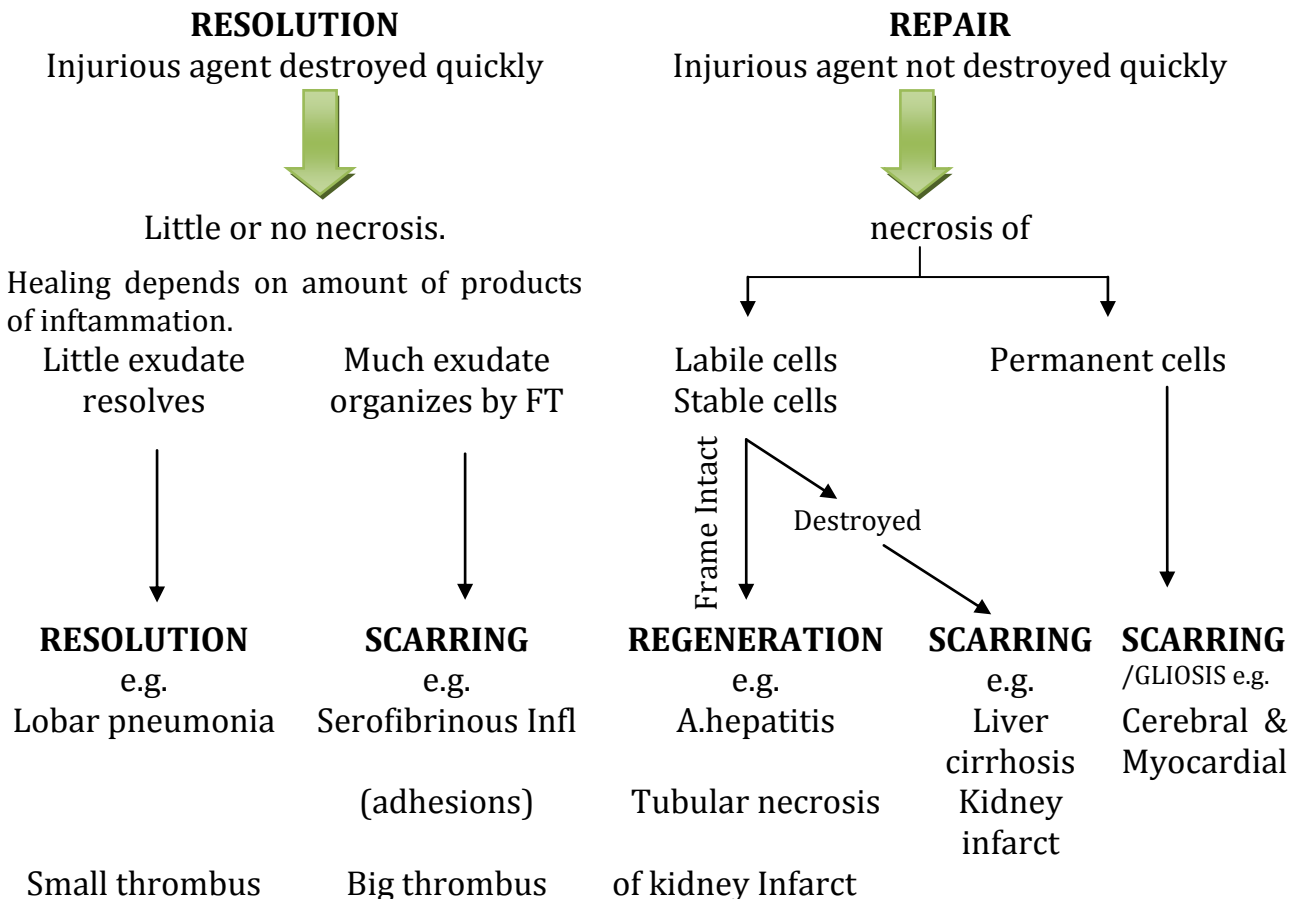 RESOLUTION
Injurious agent destroyed quickly
Little or no necrosis.
Healing depends on amount of products
of inftammation.
Little exudate
resolves
Much exudate
organizes by FT
RESOLUTION
e.g.
Lobar pneumonia
Small thrombus
SCARRING
e.g.
Serofibrinous Infl
(adhesions)
Big thrombus
REPAIR
Injurious agent not destroyed quickly
necrosis of
Labile cells
Stable cells
Permanent cells
Frame Intact
Destroyed
REGENERATION
e.g.
A.hepatitis
Tubular necrosis
of kidney Infarct
SCARRING
e.g.
Liver
cirrhosis
Kidney
infarct
SCARRING
/GLIOSIS e.g.
Cerebral &
Myocardial